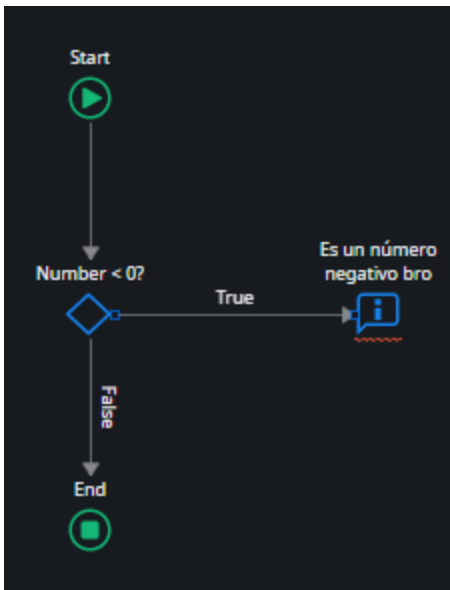 Start
Number < 0?
Es un número
negativo bro
True
False
End